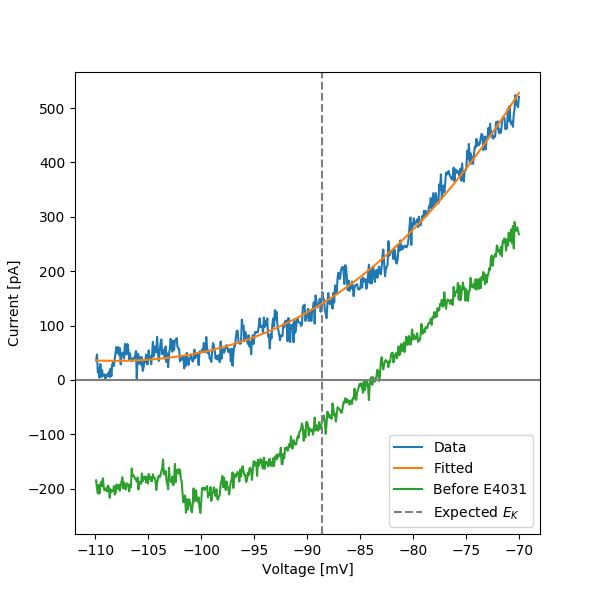 500
400
300
200
100
0
−100
−200
Current [pA]
−110
−105
−100
−95
−90
−85
−80
−75
−70
Voltage [mV]
Data
Fitted
Before E4031
Expected E_K